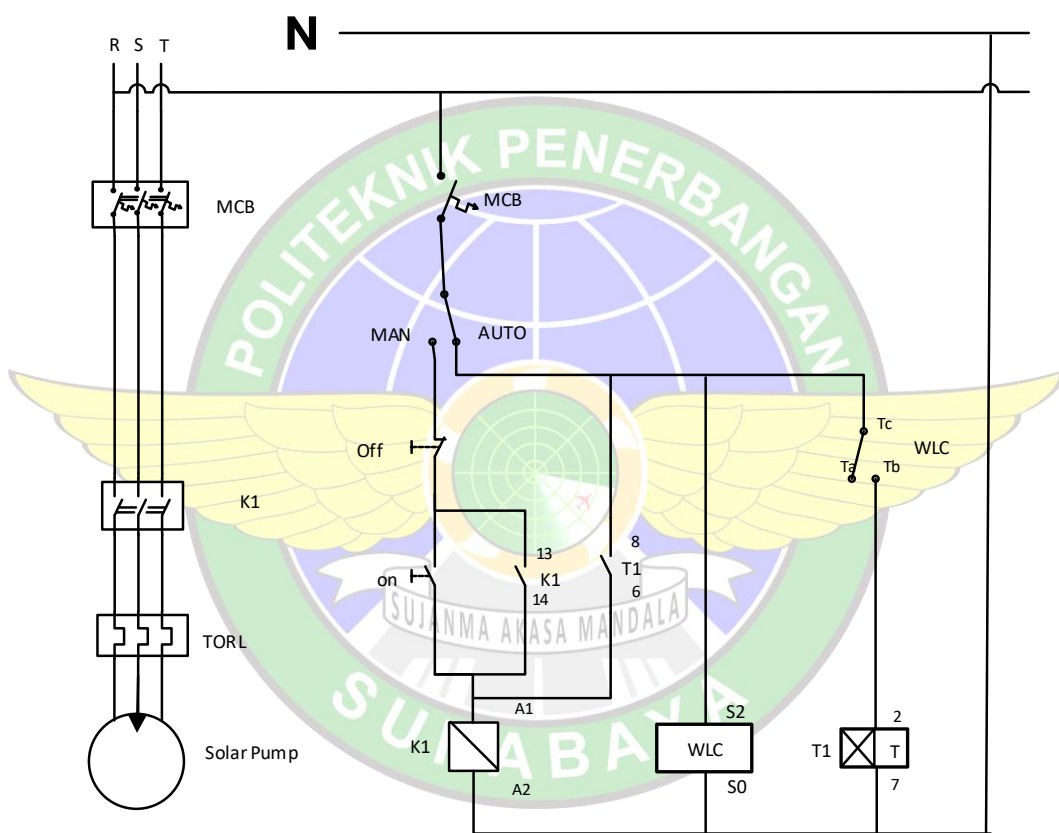 N
R S T
POLITEKNIK PENERBANGAN
MCB
MCB
MAN
AUTO
Off
Tc
WLC
Ta
Tb
K1
13
8
on
K1
T1
14
6
SUJANMA AKASA MANDALA
TORL
SURABAYA
A1
S2
2
Solar Pump
K1
WLC
T1
T
A2
S0
7